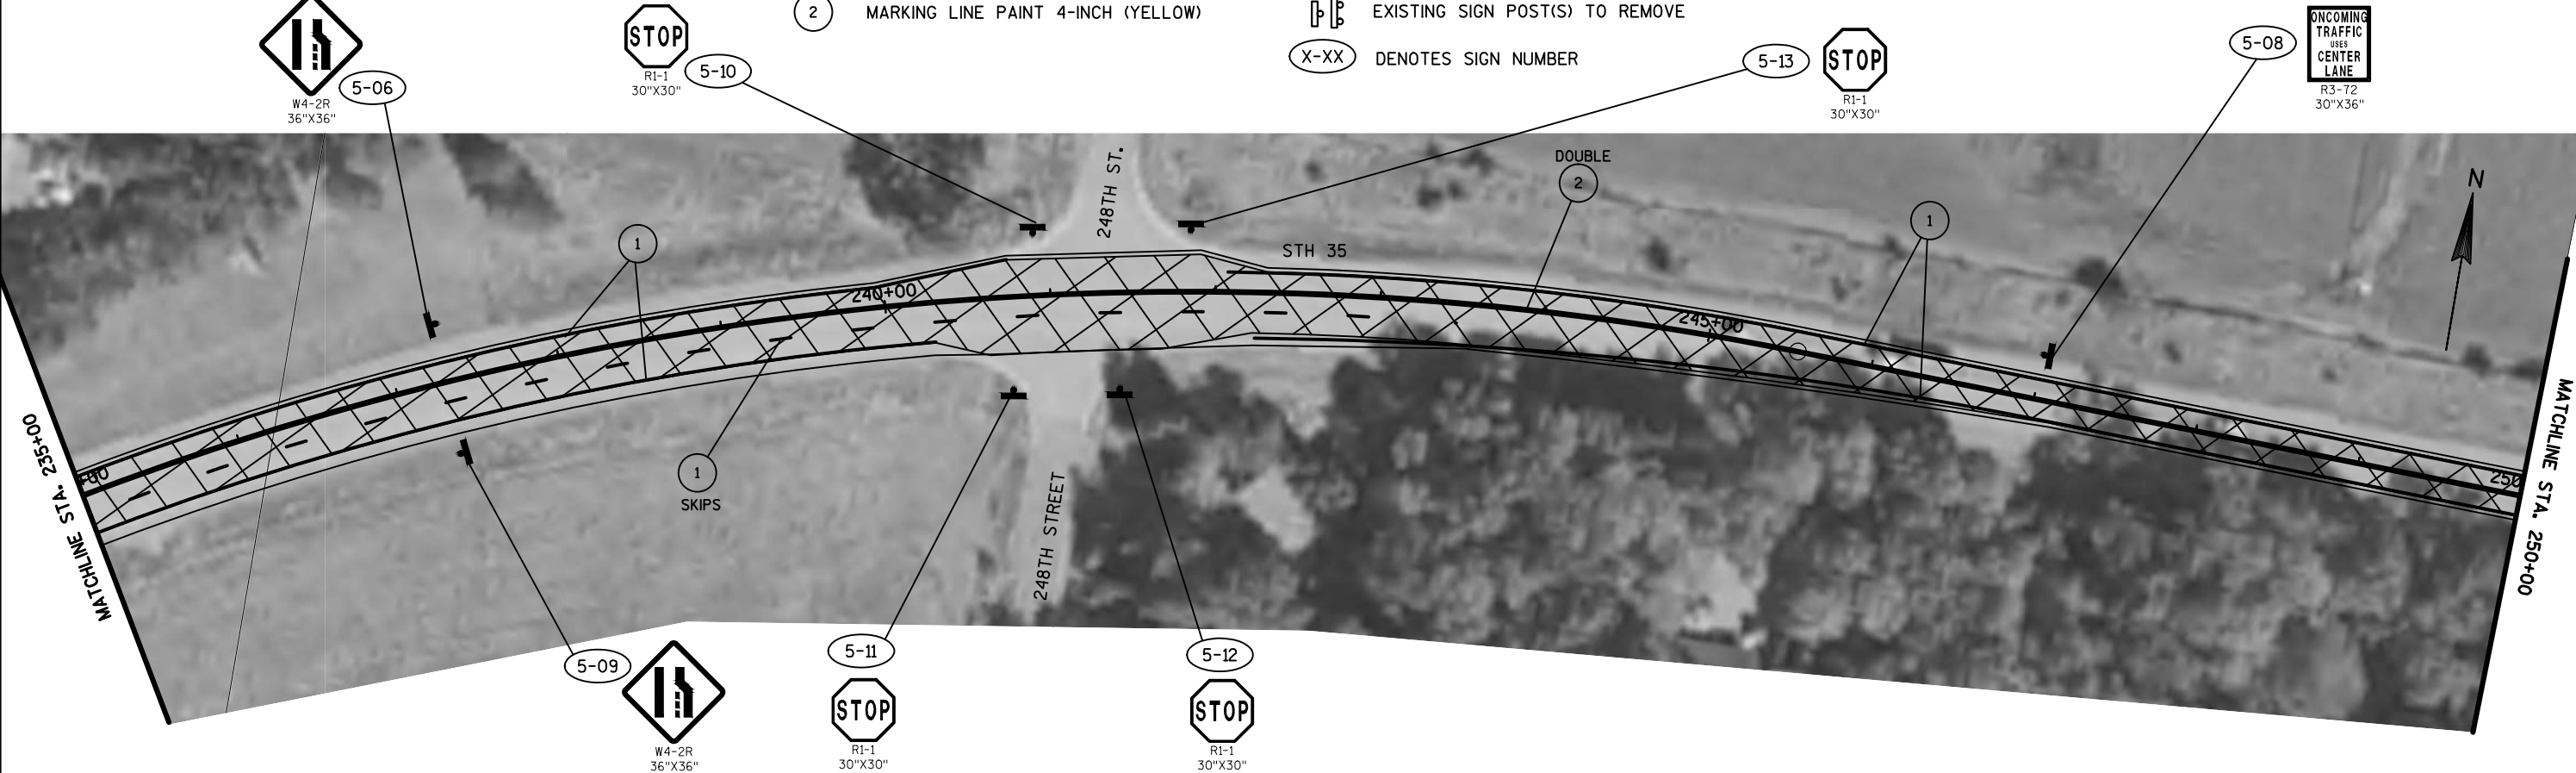 2 MARKING LINE PAINT 4-INCH (YELLOW)
EXISTING SIGN POST(S) TO REMOVE
X-XX DENOTES SIGN NUMBER
W4-2R
36"X36"
5-06
STOP
R1-1
30"X30"
5-10
5-13
STOP
R1-1
30"X30"
5-08
ONCOMING
TRAFFIC
USES
CENTER
LANE
R3-72
30"X36"
248TH ST.
DOUBLE
2
N
1
1
STH 35
240+00
245+00
MATCHLINE STA. 235+00
+00
1
SKIPS
248TH STREET
250
MATCHLINE STA. 250+00
5-09
W4-2R
36"X36"
5-11
STOP
R1-1
30"X30"
5-12
STOP
R1-1
30"X30"